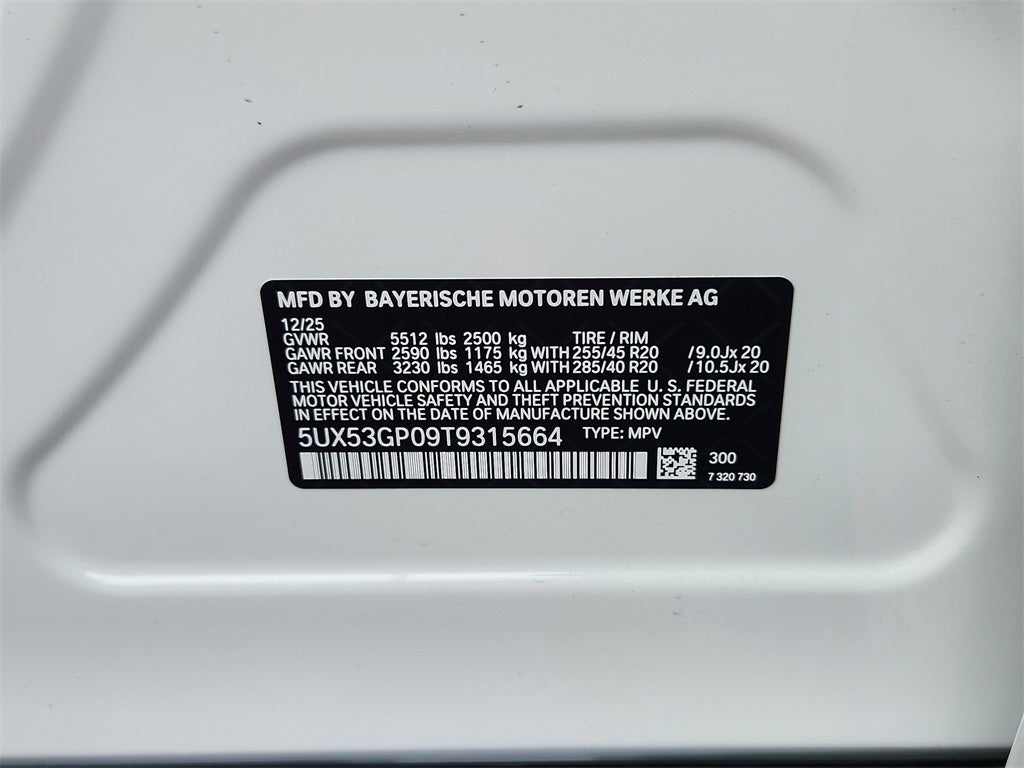 MFD BY BAYERISCHE MOTOREN WERKE AG
12/25
GVWR 5512 lbs 2500 kg TIRE / RIM
GAWR FRONT 2590 lbs 1175 kg WITH 255/45 R20 / 9.0Jx 20
GAWR REAR 3230 lbs 1465 kg WITH 285/40 R20 / 10.5Jx 20
THIS VEHICLE CONFORMS TO ALL APPLICABLE U. S. FEDERAL
MOTOR VEHICLE SAFETY AND THEFT PREVENTION STANDARDS
IN EFFECT ON THE DATE OF MANUFACTURE SHOWN ABOVE.
5UX53GP09T9315664 TYPE: MPV
300
7 320 730